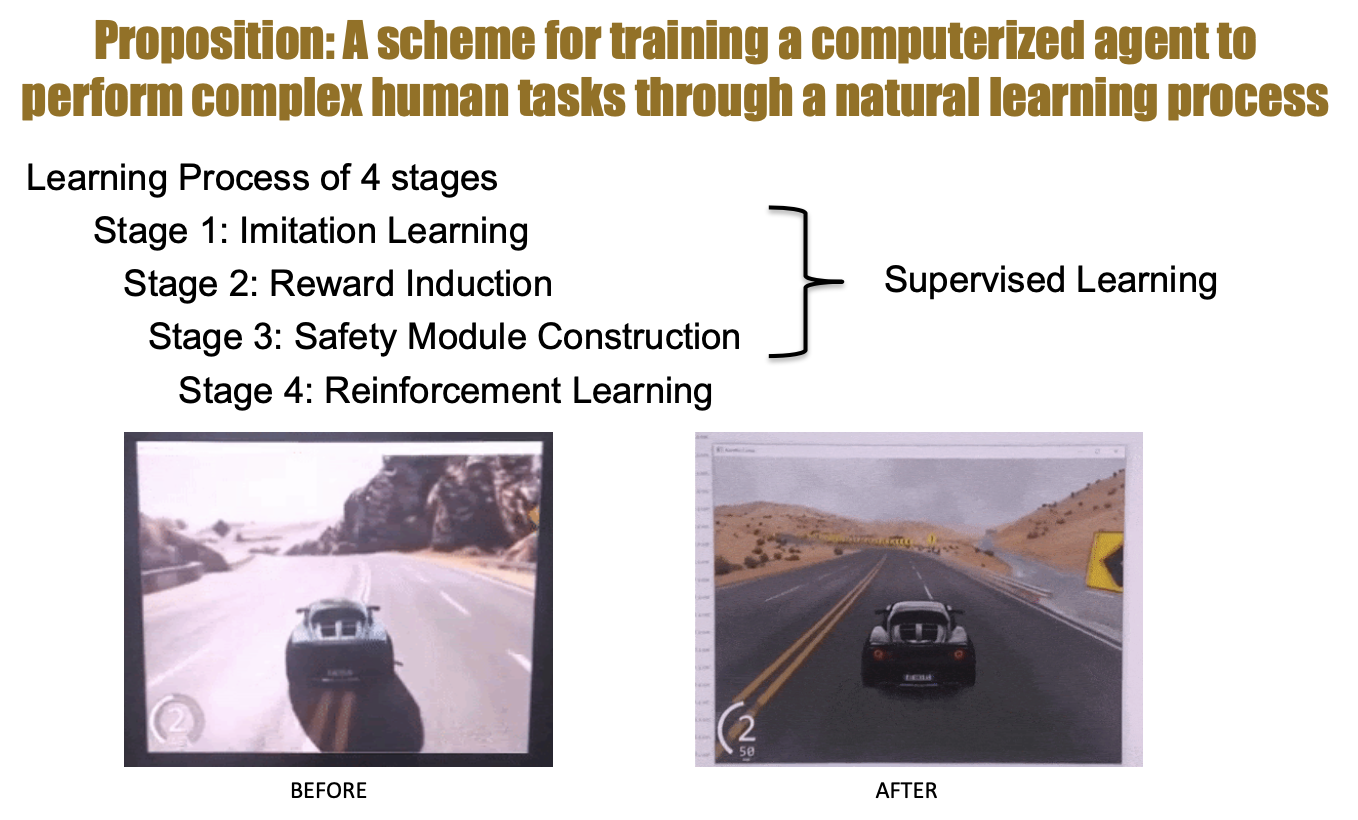 Proposition: A scheme for training a computerized agent to
perform complex human tasks through a natural learning process
Learning Process of 4 stages
Stage 1: Imitation Learning
Stage 2: Reward Induction
Stage 3: Safety Module Construction
Supervised Learning
Stage 4: Reinforcement Learning
2
2
50
BEFORE
AFTER